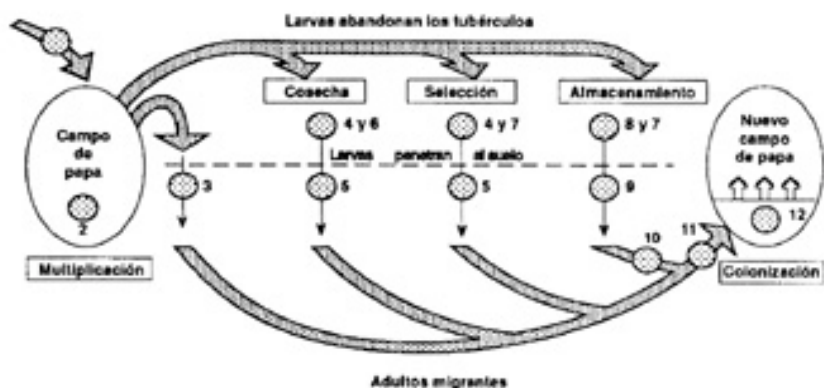 Larvas abandonan los tubérculos
Cosecha
Selección
Almacenamiento
Campo
de
papa
2
Multiplicación
4 y 6
4 y 7
8 y 7
Larvas penetran al suelo
3
5
5
9
Nuevo
campo
de papa
12
10
11
Colonización
Adultos migrantes